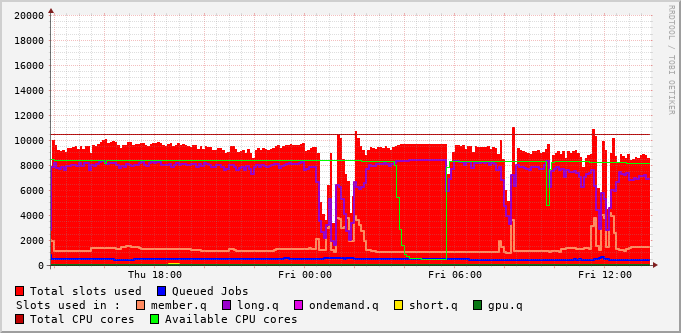 20000
18000
16000
14000
12000
10000
8000
6000
4000
2000
0
Thu 18:00 Fri 00:00 Fri 06:00 Fri 12:00
RRDTOOL / TOBI OETIKER
Total slots used Queued Jobs
Slots used in : member.q long.q ondemand.q short.q gpu.q
Total CPU cores Available CPU cores